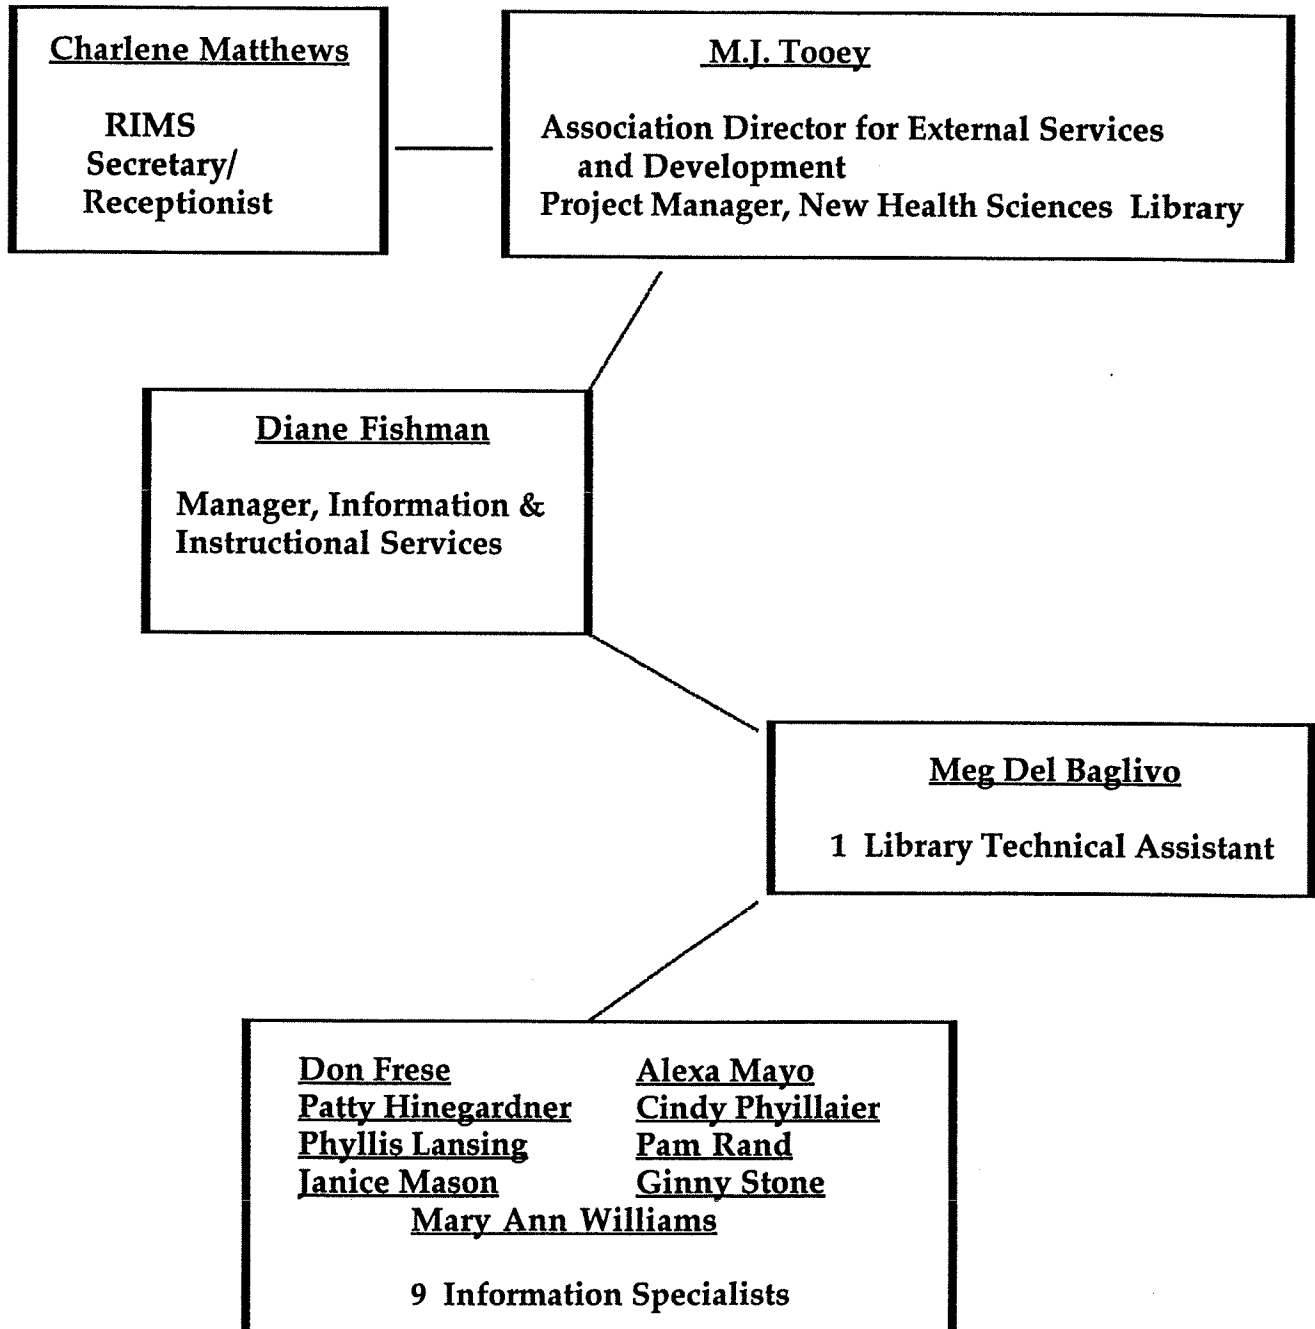 Charlene Matthews
RIMS
Secretary/
Receptionist
M.J. Tooey
Association Director for External Services
and Development
Project Manager, New Health Sciences Library
Diane Fishman
Manager, Information &
Instructional Services
Meg Del Baglivo
1 Library Technical Assistant
Don Frese Alexa Mayo
Patty Hinegardner Cindy Phyillaier
Phyllis Lansing Pam Rand
Janice Mason Ginny Stone
Mary Ann Williams
9 Information Specialists